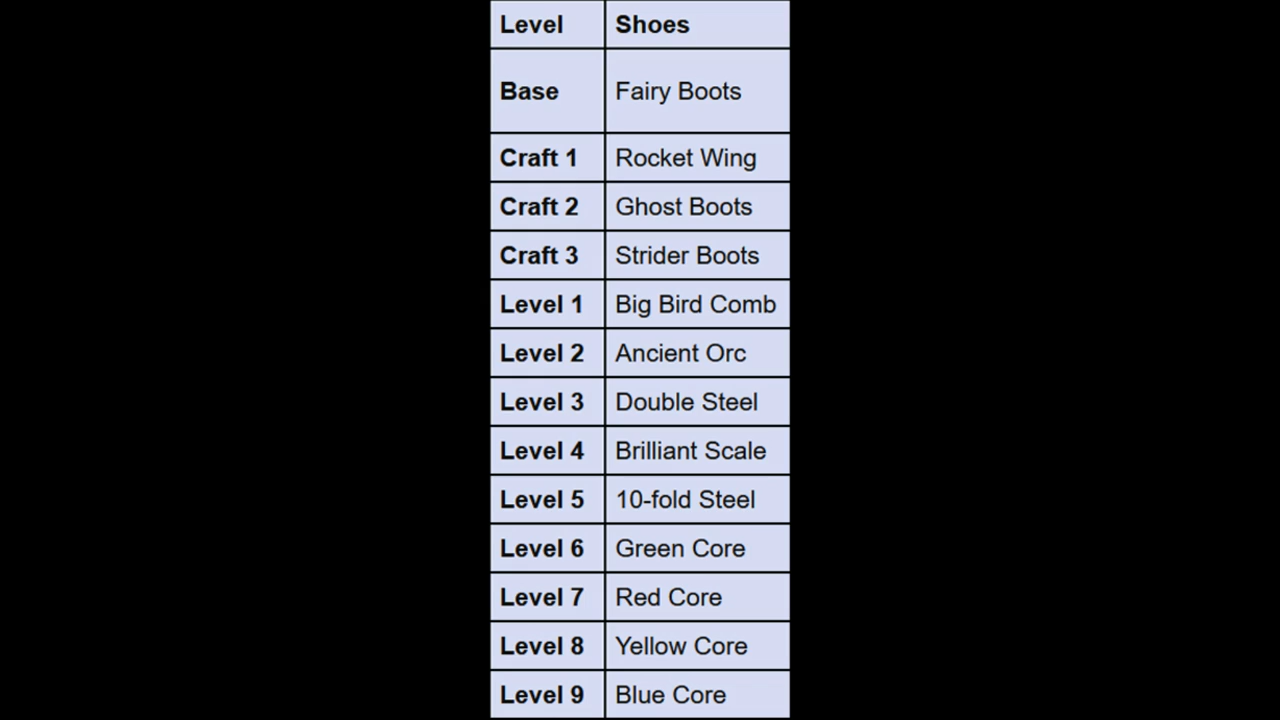 Level Shoes
Base Fairy Boots
Craft 1 Rocket Wing
Craft 2 Ghost Boots
Craft 3 Strider Boots
Level 1 Big Bird Comb
Level 2 Ancient Orc
Level 3 Double Steel
Level 4 Brilliant Scale
Level 5 10-fold Steel
Level 6 Green Core
Level 7 Red Core
Level 8 Yellow Core
Level 9 Blue Core